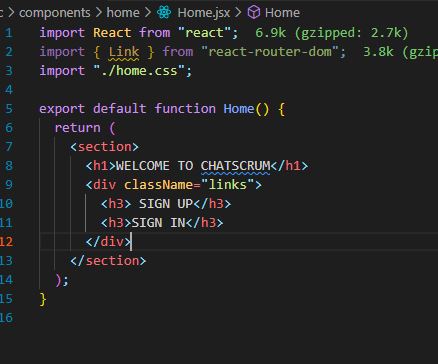 c > components > home > Home.jsx > Home
1 import React from "react"; 6.9k (gzipped: 2.7k)
2 import { Link } from "react-router-dom"; 3.8k (gzip
3 import "./home.css";
4
5 export default function Home() {
6 return (
7 <section>
8 <h1>WELCOME TO CHATSCRUM</h1>
9 <div className="links">
10 <h3> SIGN UP</h3>
11 <h3>SIGN IN</h3>
12 </div>
13 </section>
14 );
15 }
16